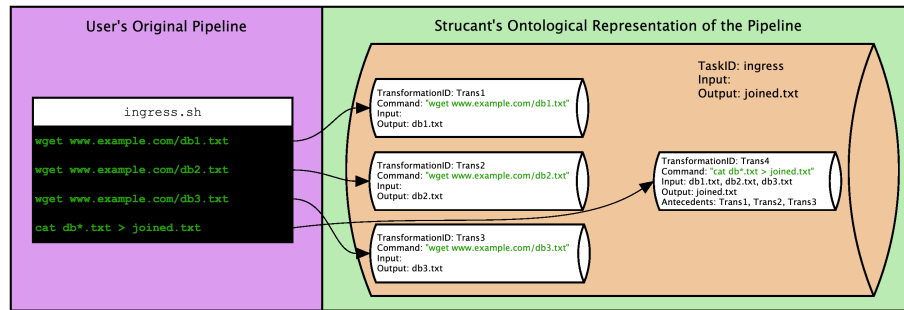 User's Original Pipeline
ingress.sh
wget www.example.com/db1.txt
wget www.example.com/db2.txt
wget www.example.com/db3.txt
cat db*.txt > joined.txt
Strucant's Ontological Representation of the Pipeline
TaskID: ingress
Input:
Output: joined.txt
TransformationID: Trans1
Command: "wget www.example.com/db1.txt"
Input:
Output: db1.txt
TransformationID: Trans2
Command: "wget www.example.com/db2.txt"
Input:
Output: db2.txt
TransformationID: Trans3
Command: "wget www.example.com/db3.txt"
Input:
Output: db3.txt
TransformationID: Trans4
Command: "cat db*.txt > joined.txt"
Input: db1.txt, db2.txt, db3.txt
Output: joined.txt
Antecedents: Trans1, Trans2, Trans3